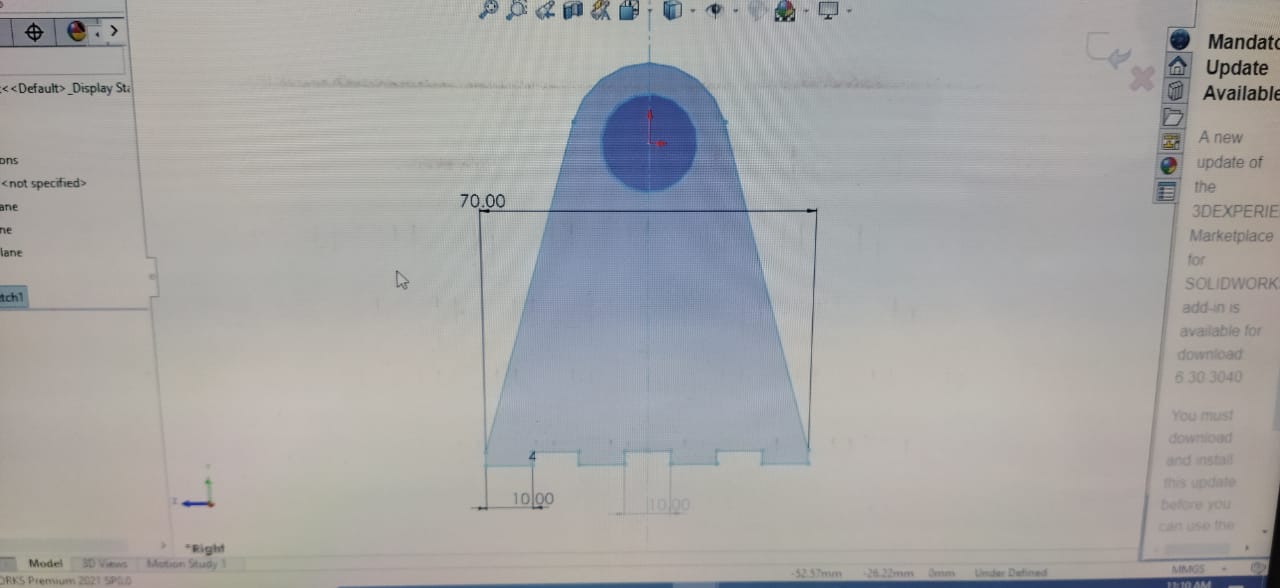 <<Default>_Display Sta
ons
<not specified>
ane
ne
lane
tch1
70.00
4
10.00
10.00
*Right
Model
3D Views
Motion Study 1
ORKS Premium 2021 SP0.0
-52.57mm
-26.22mm
0mm
Under Defined
MMGS
11:10 AM
Mandato
Update
Available
A new
update of
the
3DEXPERIE
Marketplace
for
SOLIDWORK
add-in is
available for
download:
6.30.3040
You must
download
and install
this update
before you
can use the